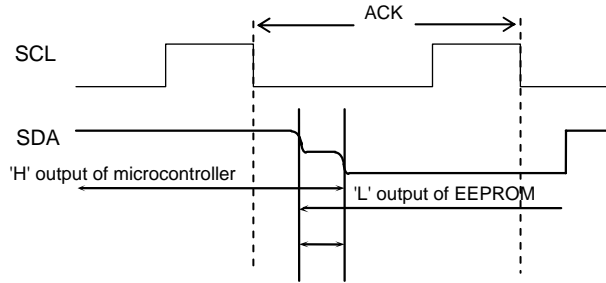 ACK
SCL
SDA
'H' output of microcontroller
'L' output of EEPROM